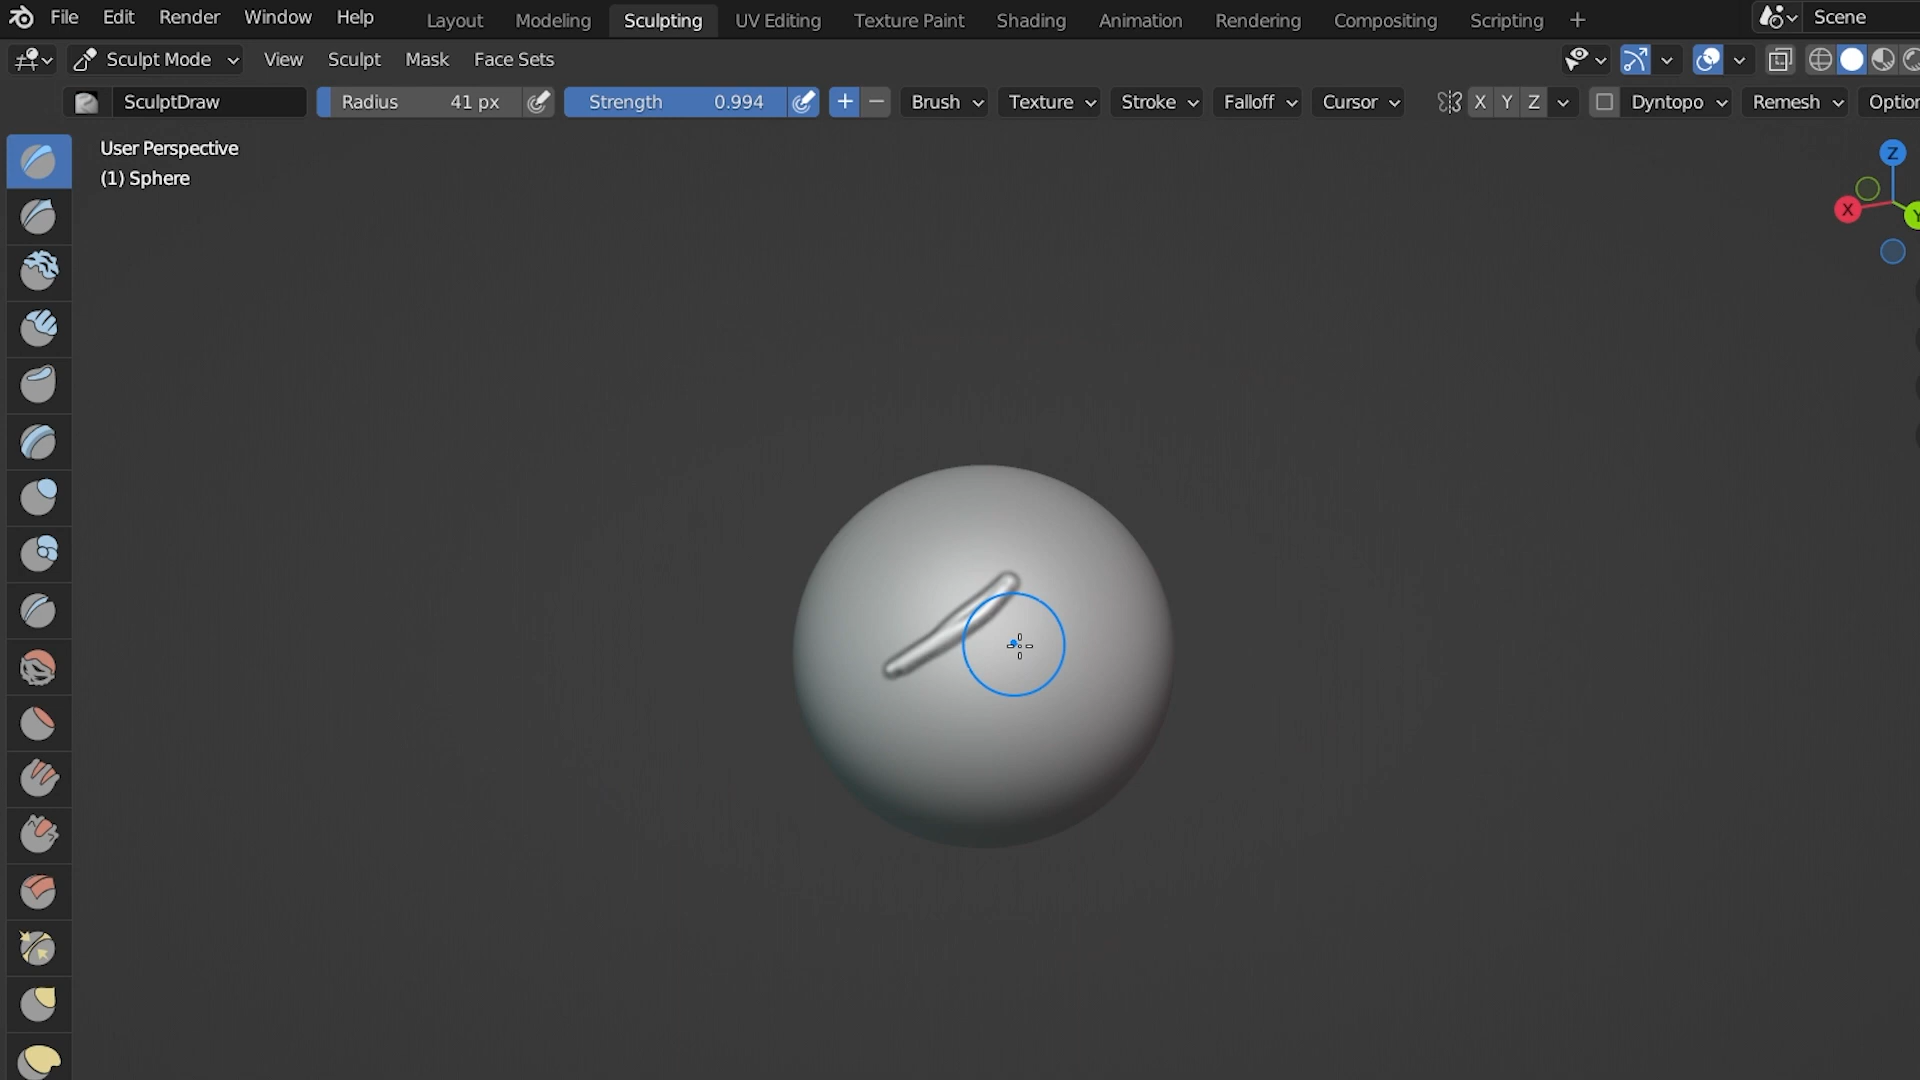 File Edit Render Window Help Layout Modeling Sculpting UV Editing Texture Paint Shading Animation Rendering Compositing Scripting + Scene
Sculpt Mode View Sculpt Mask Face Sets
SculptDraw Radius 41 px Strength 0.994 + − Brush Texture Stroke Falloff Cursor X Y Z Dyntopo Remesh Option
User Perspective
(1) Sphere
Z
X
Y